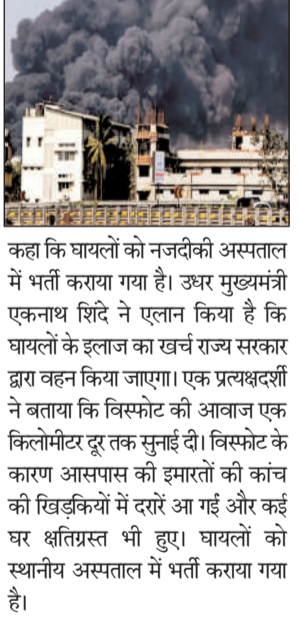 कहा कि घायलों को नजदीकी अस्पताल
में भर्ती कराया गया है। उधर मुख्यमंत्री
एकनाथ शिंदे ने एलान किया है कि
घायलों के इलाज का खर्च राज्य सरकार
द्वारा वहन किया जाएगा। एक प्रत्यक्षदर्शी
ने बताया कि विस्फोट की आवाज एक
किलोमीटर दूर तक सुनाई दी। विस्फोट के
कारण आसपास की इमारतों की कांच
की खिड़कियों में दरारें आ गईं और कई
घर क्षतिग्रस्त भी हुए। घायलों को
स्थानीय अस्पताल में भर्ती कराया गया
है।